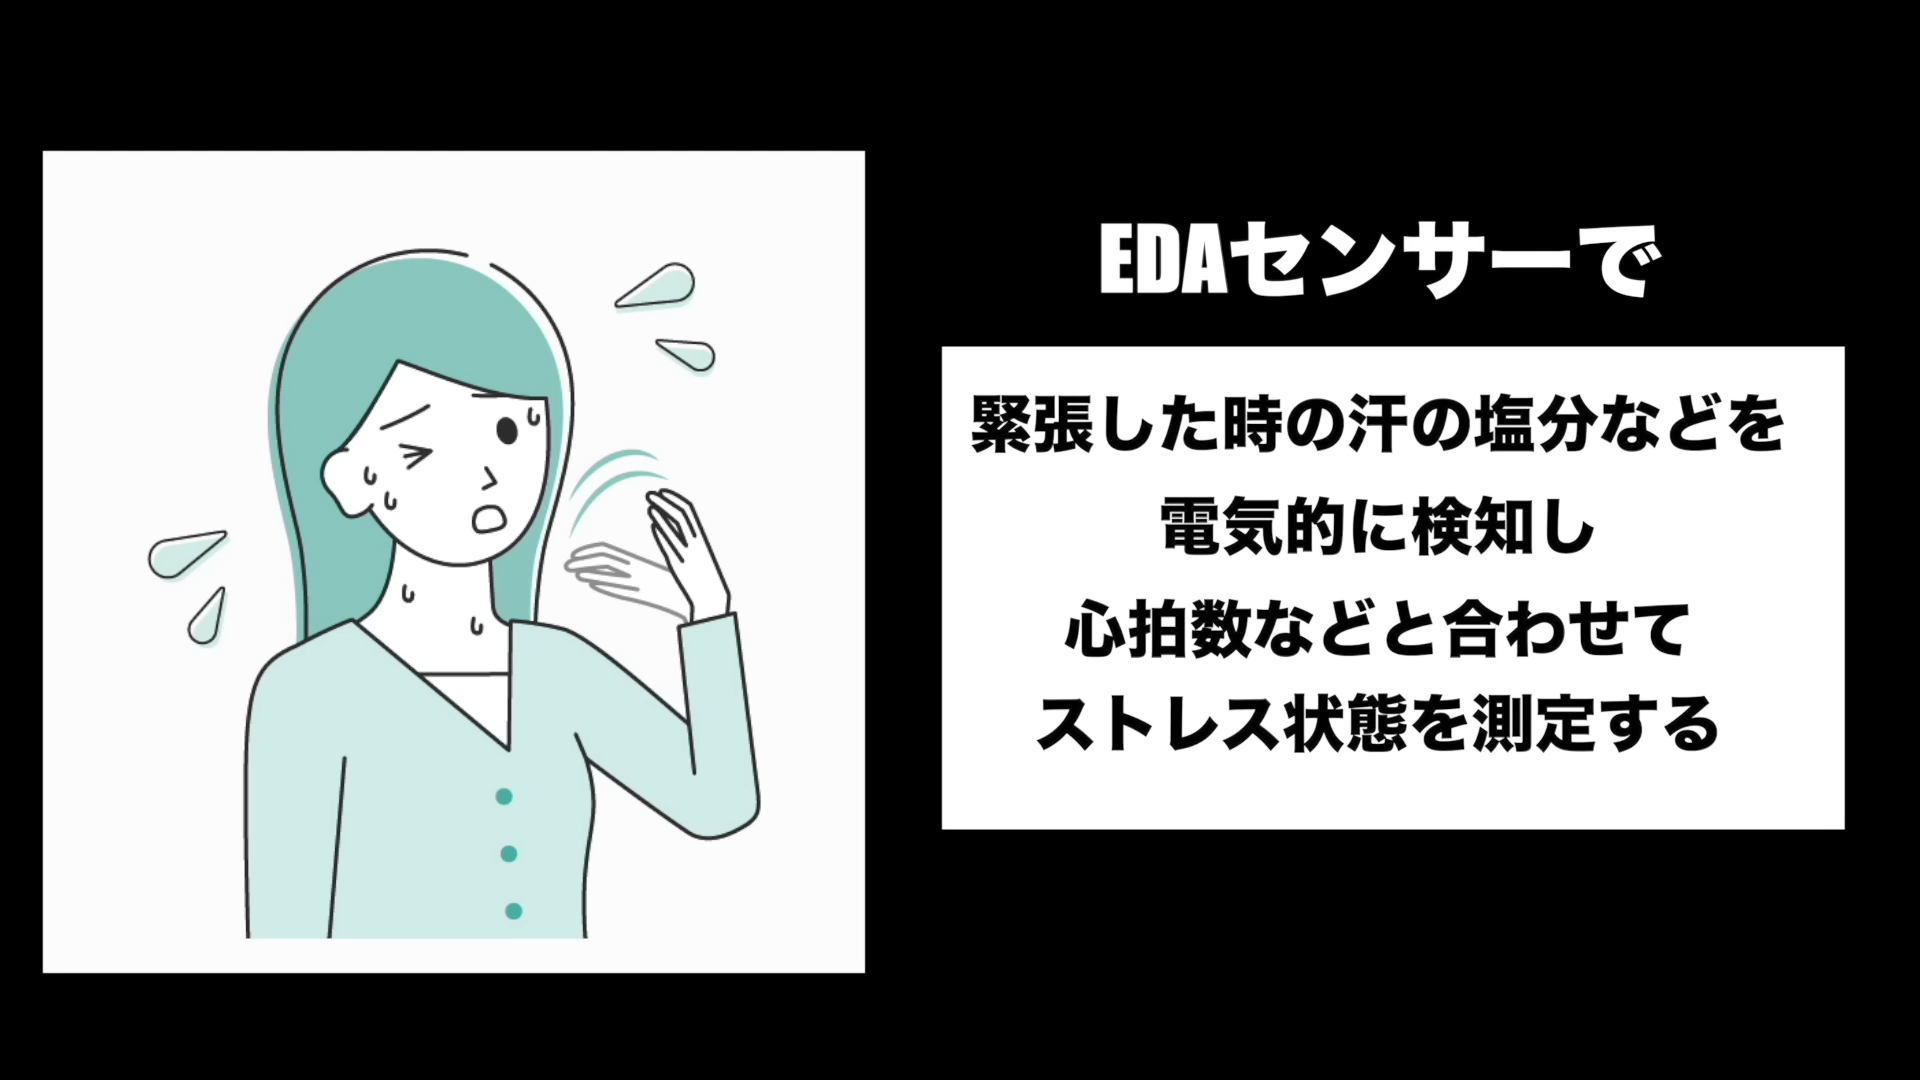 EDAセンサーで
緊張した時の汗の塩分などを
電気的に検知し
心拍数などと合わせて
ストレス状態を測定する